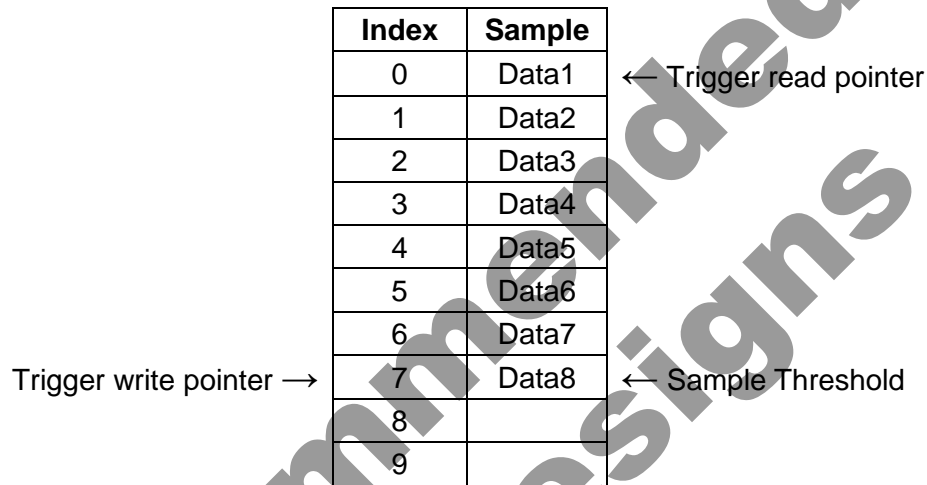 Index Sample
0 Data1 ← Trigger read pointer
1 Data2
2 Data3
3 Data4
4 Data5
5 Data6
6 Data7
Trigger write pointer → 7 Data8 ← Sample Threshold
8
9